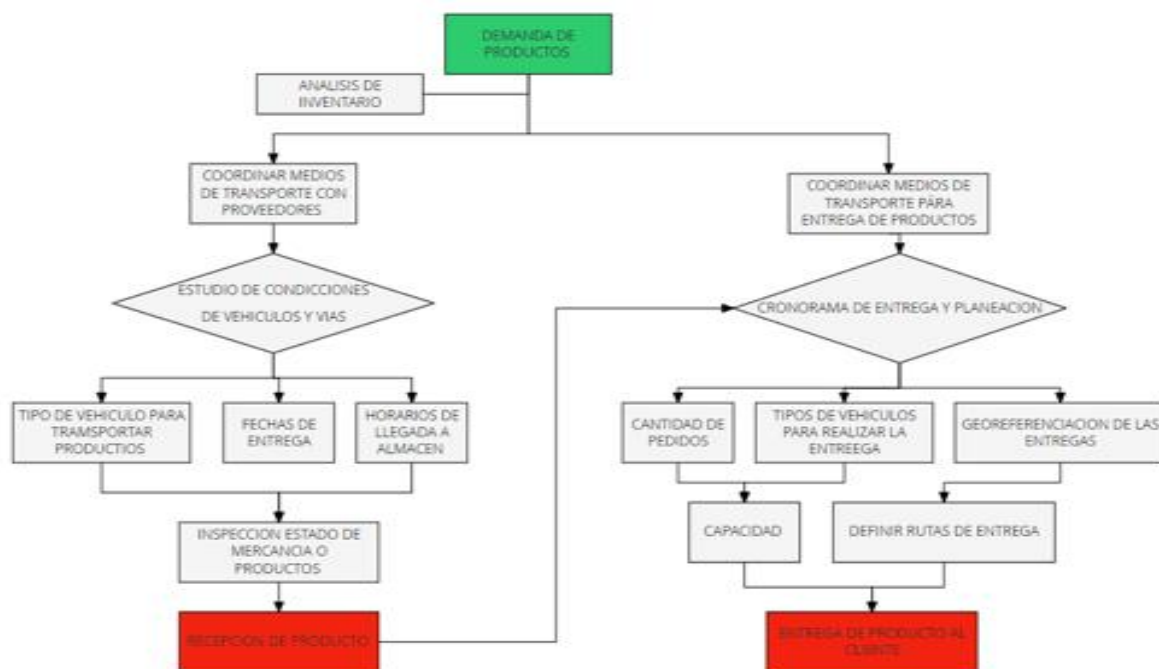 DEMANDA DE
PRODUCTOS
ANALISIS DE
INVENTARIO
COORDINAR MEDIOS
DE TRANSPORTE CON
PROVEEDORES
COORDINAR MEDIOS DE
TRANSPORTE PÀRA
ENTREGA DE PRODUCTOS
ESTUDIO DE CONDICCIONES
DE VEHICULOS Y VIAS
CRONORAMA DE ENTREGA Y PLANEACION
TIPO DE VEHICULO PARA
TRAMSPORTAR
PRODUCTIOS
FECHAS DE
ENTREGA
HORARIOS DE
LLEGADA A
ALMACEN
CANTIDAD DE
PEDIDOS
TIPOS DE VEHICULOS
PARA REALIZAR LA
ENTREEGA
GEOREFERENCIACION DE LAS
ENTREGAS
INSPECCION ESTADO DE
MERCANCIA O
PRODUCTOS
CAPACIDAD
DEFINIR RUTAS DE ENTREGA
RECEPCION DE PRODUCTO
ENTREGA DE PRODUCTO AL
CLIENTE